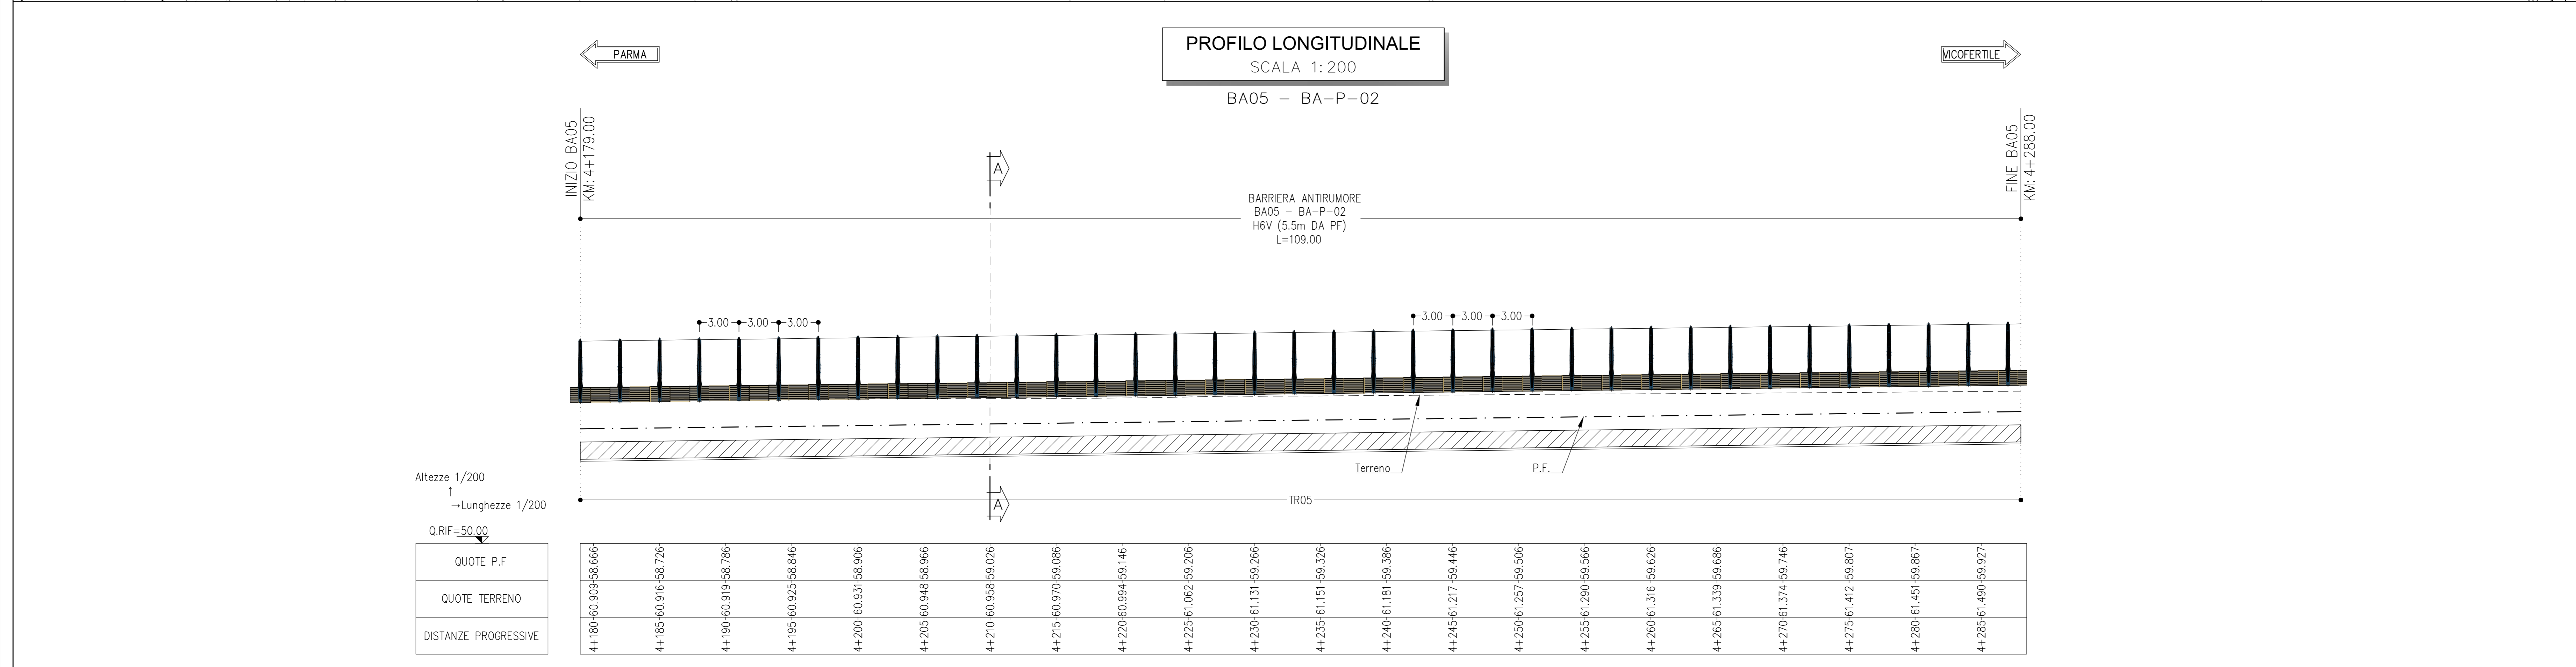 PARMA
PROFILO LONGITUDINALE
SCALA 1:200
BA05 - BA-P-02
VICOFERTILE
INIZIO BA05
KM: 4+179.00
FINE BA05
KM: 4+288.00
A
BARRIERA ANTIRUMORE
BA05 - BA-P-02
H6V (5.5m DA PF)
L=109.00
3.00 3.00 3.00
3.00 3.00 3.00
Terreno
P.F.
TR05
A
Altezze 1/200
↑
→Lunghezze 1/200
Q.RIF=50.00
QUOTE P.F
58.666 58.726 58.786 58.846 58.906 58.966 59.026 59.086 59.146 59.206 59.266 59.326 59.386 59.446 59.506 59.566 59.626 59.686 59.746 59.807 59.867 59.927
QUOTE TERRENO
60.909 60.916 60.919 60.925 60.931 60.948 60.958 60.970 60.994 61.062 61.131 61.151 61.181 61.217 61.257 61.290 61.316 61.339 61.374 61.412 61.451 61.490
DISTANZE PROGRESSIVE
4+180 4+185 4+190 4+195 4+200 4+205 4+210 4+215 4+220 4+225 4+230 4+235 4+240 4+245 4+250 4+255 4+260 4+265 4+270 4+275 4+280 4+285